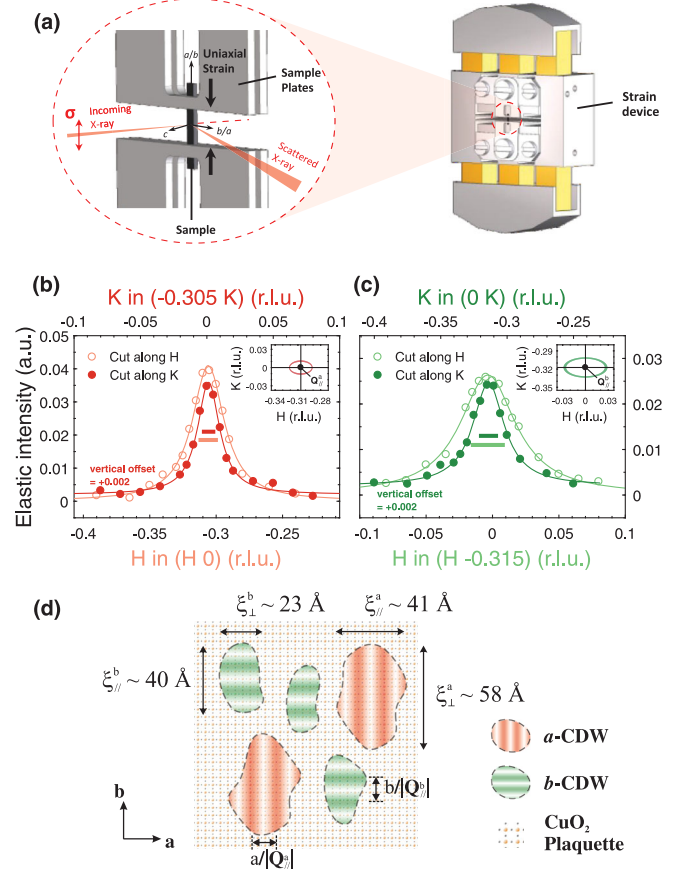 (a)
a/b
Uniaxial
Strain
Sample
Plates
Strain
device
σ
Incoming
X-ray
c
b/a
Scattered
X-ray
Sample
(b)
K in (-0.305 K) (r.l.u.)
-0.1 -0.05 0 0.05 0.1
Cut along H
Cut along K
K (r.l.u.)
0.03
0
-0.03
Q∥ᵃ
-0.34 -0.31 -0.28
H (r.l.u.)
Elastic intensity (a.u.)
0.05
0.04
0.03
0.02
0.01
0
vertical offset
= +0.002
-0.4 -0.35 -0.3 -0.25
H in (H 0) (r.l.u.)
(c)
K in (0 K) (r.l.u.)
-0.4 -0.35 -0.3 -0.25
Cut along H
Cut along K
K (r.l.u.)
-0.29
-0.32
-0.35
Q∥ᵇ
-0.03 0 0.03
H (r.l.u.)
0.03
0.02
0.01
0
vertical offset
= +0.002
-0.1 -0.05 0 0.05 0.1
H in (H -0.315) (r.l.u.)
(d)
ξ⊥ᵇ ~ 23 Å
ξ//ᵃ ~ 41 Å
ξ//ᵇ ~ 40 Å
ξ⊥ᵃ ~ 58 Å
a-CDW
b-CDW
b/|Q//ᵇ|
CuO₂
Plaquette
b
a
a/|Q//ᵃ|